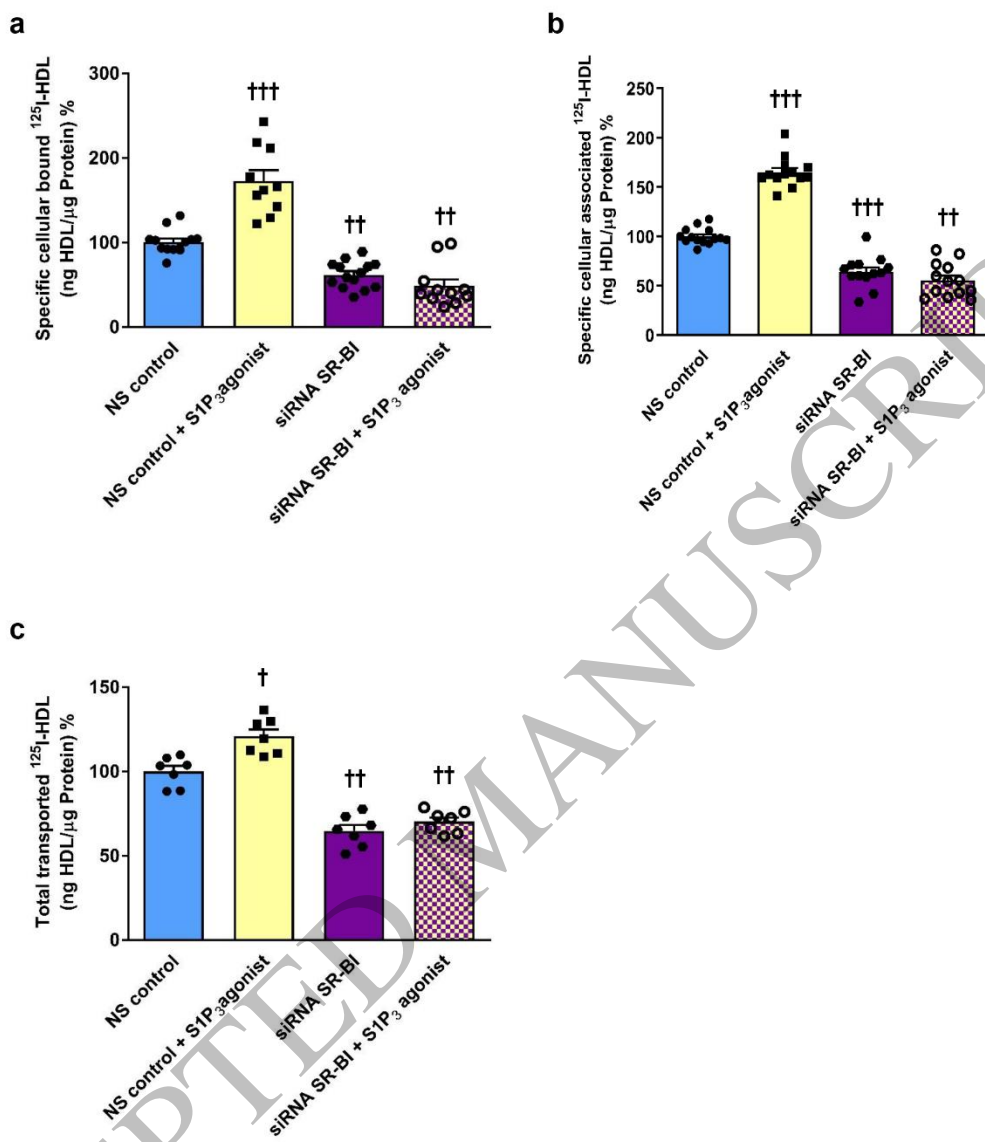 a
Specific cellular bound ¹²⁵I-HDL
(ng HDL/μg Protein) %
300
200
100
0
†††
††
††
NS control
NS control + S1P₃agonist
siRNA SR-BI
siRNA SR-BI + S1P₃ agonist
b
Specific cellular associated ¹²⁵I-HDL
(ng HDL/μg Protein) %
250
200
150
100
50
0
†††
†††
††
NS control
NS control + S1P₃agonist
siRNA SR-BI
siRNA SR-BI + S1P₃ agonist
c
Total transported ¹²⁵I-HDL
(ng HDL/μg Protein) %
150
100
50
0
†
††
††
NS control
NS control + S1P₃agonist
siRNA SR-BI
siRNA SR-BI + S1P₃ agonist
PTED MANUSCRI